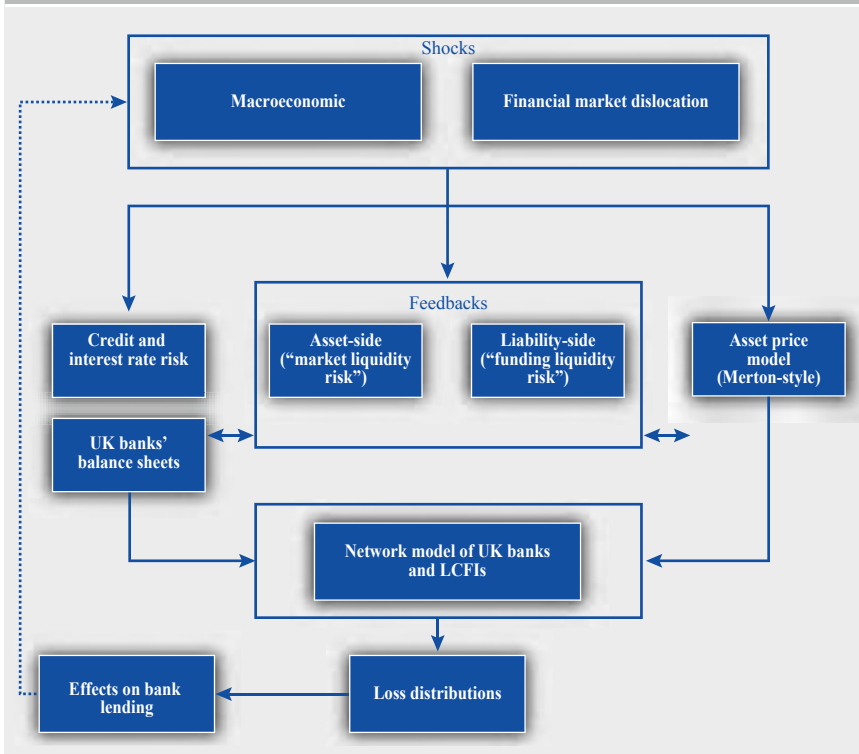 Shocks
Macroeconomic
Financial market dislocation
Feedbacks
Credit and
interest rate risk
Asset-side
(“market liquidity
risk”)
Liability-side
(“funding liquidity
risk”)
Asset price
model
(Merton-style)
UK banks’
balance sheets
Network model of UK banks
and LCFIs
Effects on bank
lending
Loss distributions